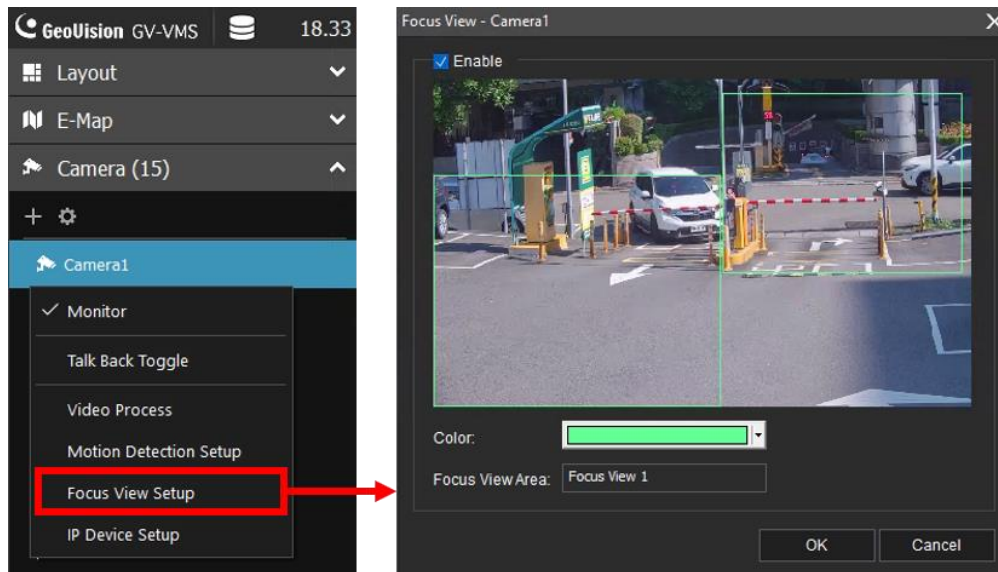 GeoVision GV-VMS 18.33
Layout
E-Map
Camera (15)
Camera1
Monitor
Talk Back Toggle
Video Process
Motion Detection Setup
Focus View Setup
IP Device Setup
Focus View - Camera1
Enable
Color:
Focus View Area: Focus View 1
OK Cancel